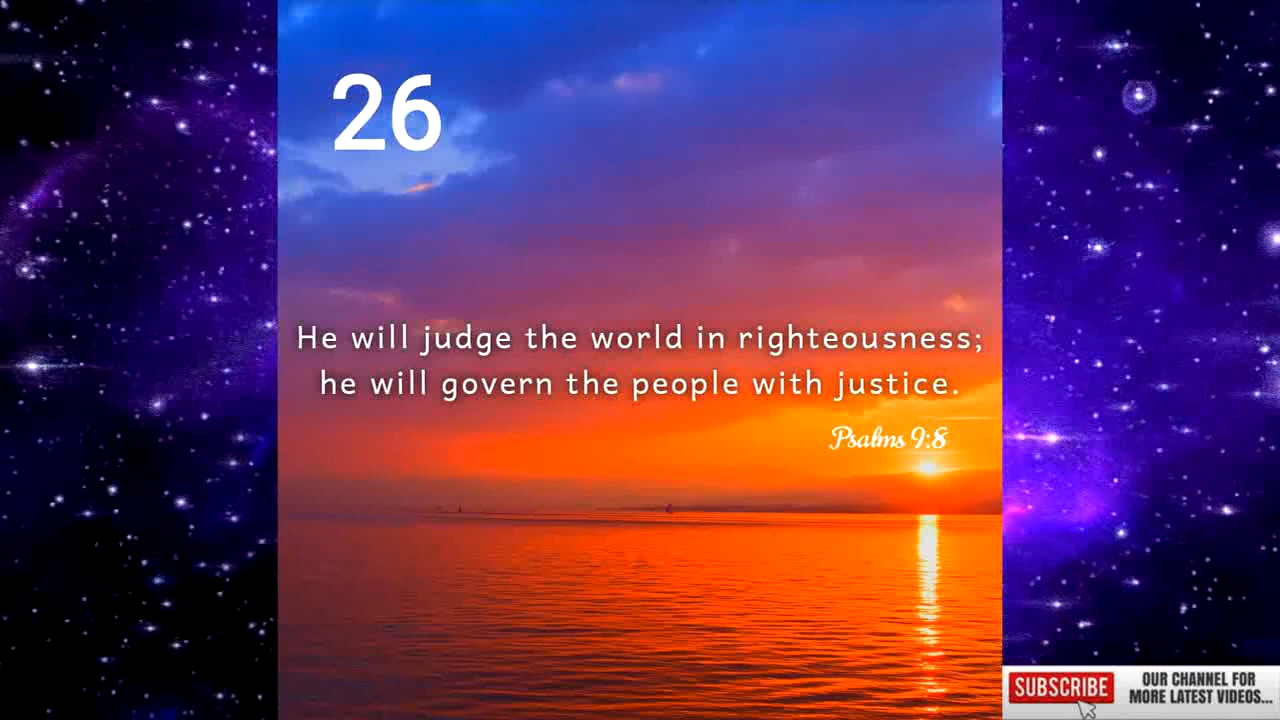 26
He will judge the world in righteousness;
he will govern the people with justice.
Psalms 9:8
SUBSCRIBE
OUR CHANNEL FOR
MORE LATEST VIDEOS...